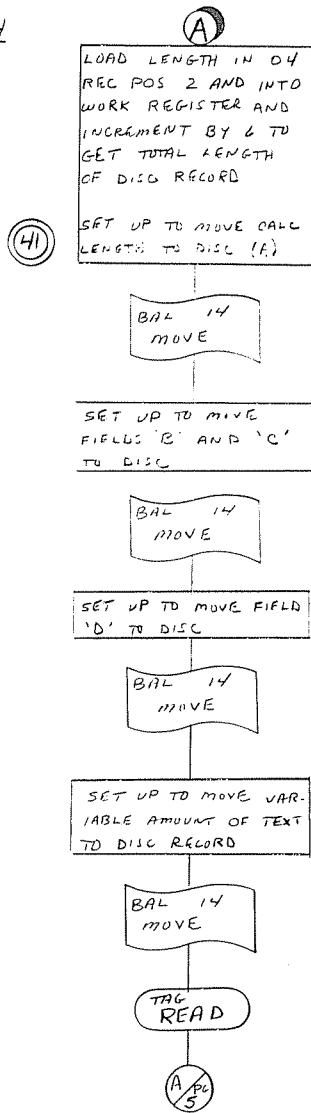 A
LOAD LENGTH IN 04
REC POS 2 AND INTO
WORK REGISTER AND
INCREMENT BY 6 TO
GET TOTAL LENGTH
OF DISC RECORD
SET UP TO MOVE CALC
LENGTH TO DISC (A)
41
BAL 14
MOVE
SET UP TO MOVE
FIELDS 'B' AND 'C'
TO DISC
BAL 14
MOVE
SET UP TO MOVE FIELD
'D' TO DISC
BAL 14
MOVE
SET UP TO MOVE VAR-
IABLE AMOUNT OF TEXT
TO DISC RECORD
BAL 14
MOVE
TAG
READ
A PG
5